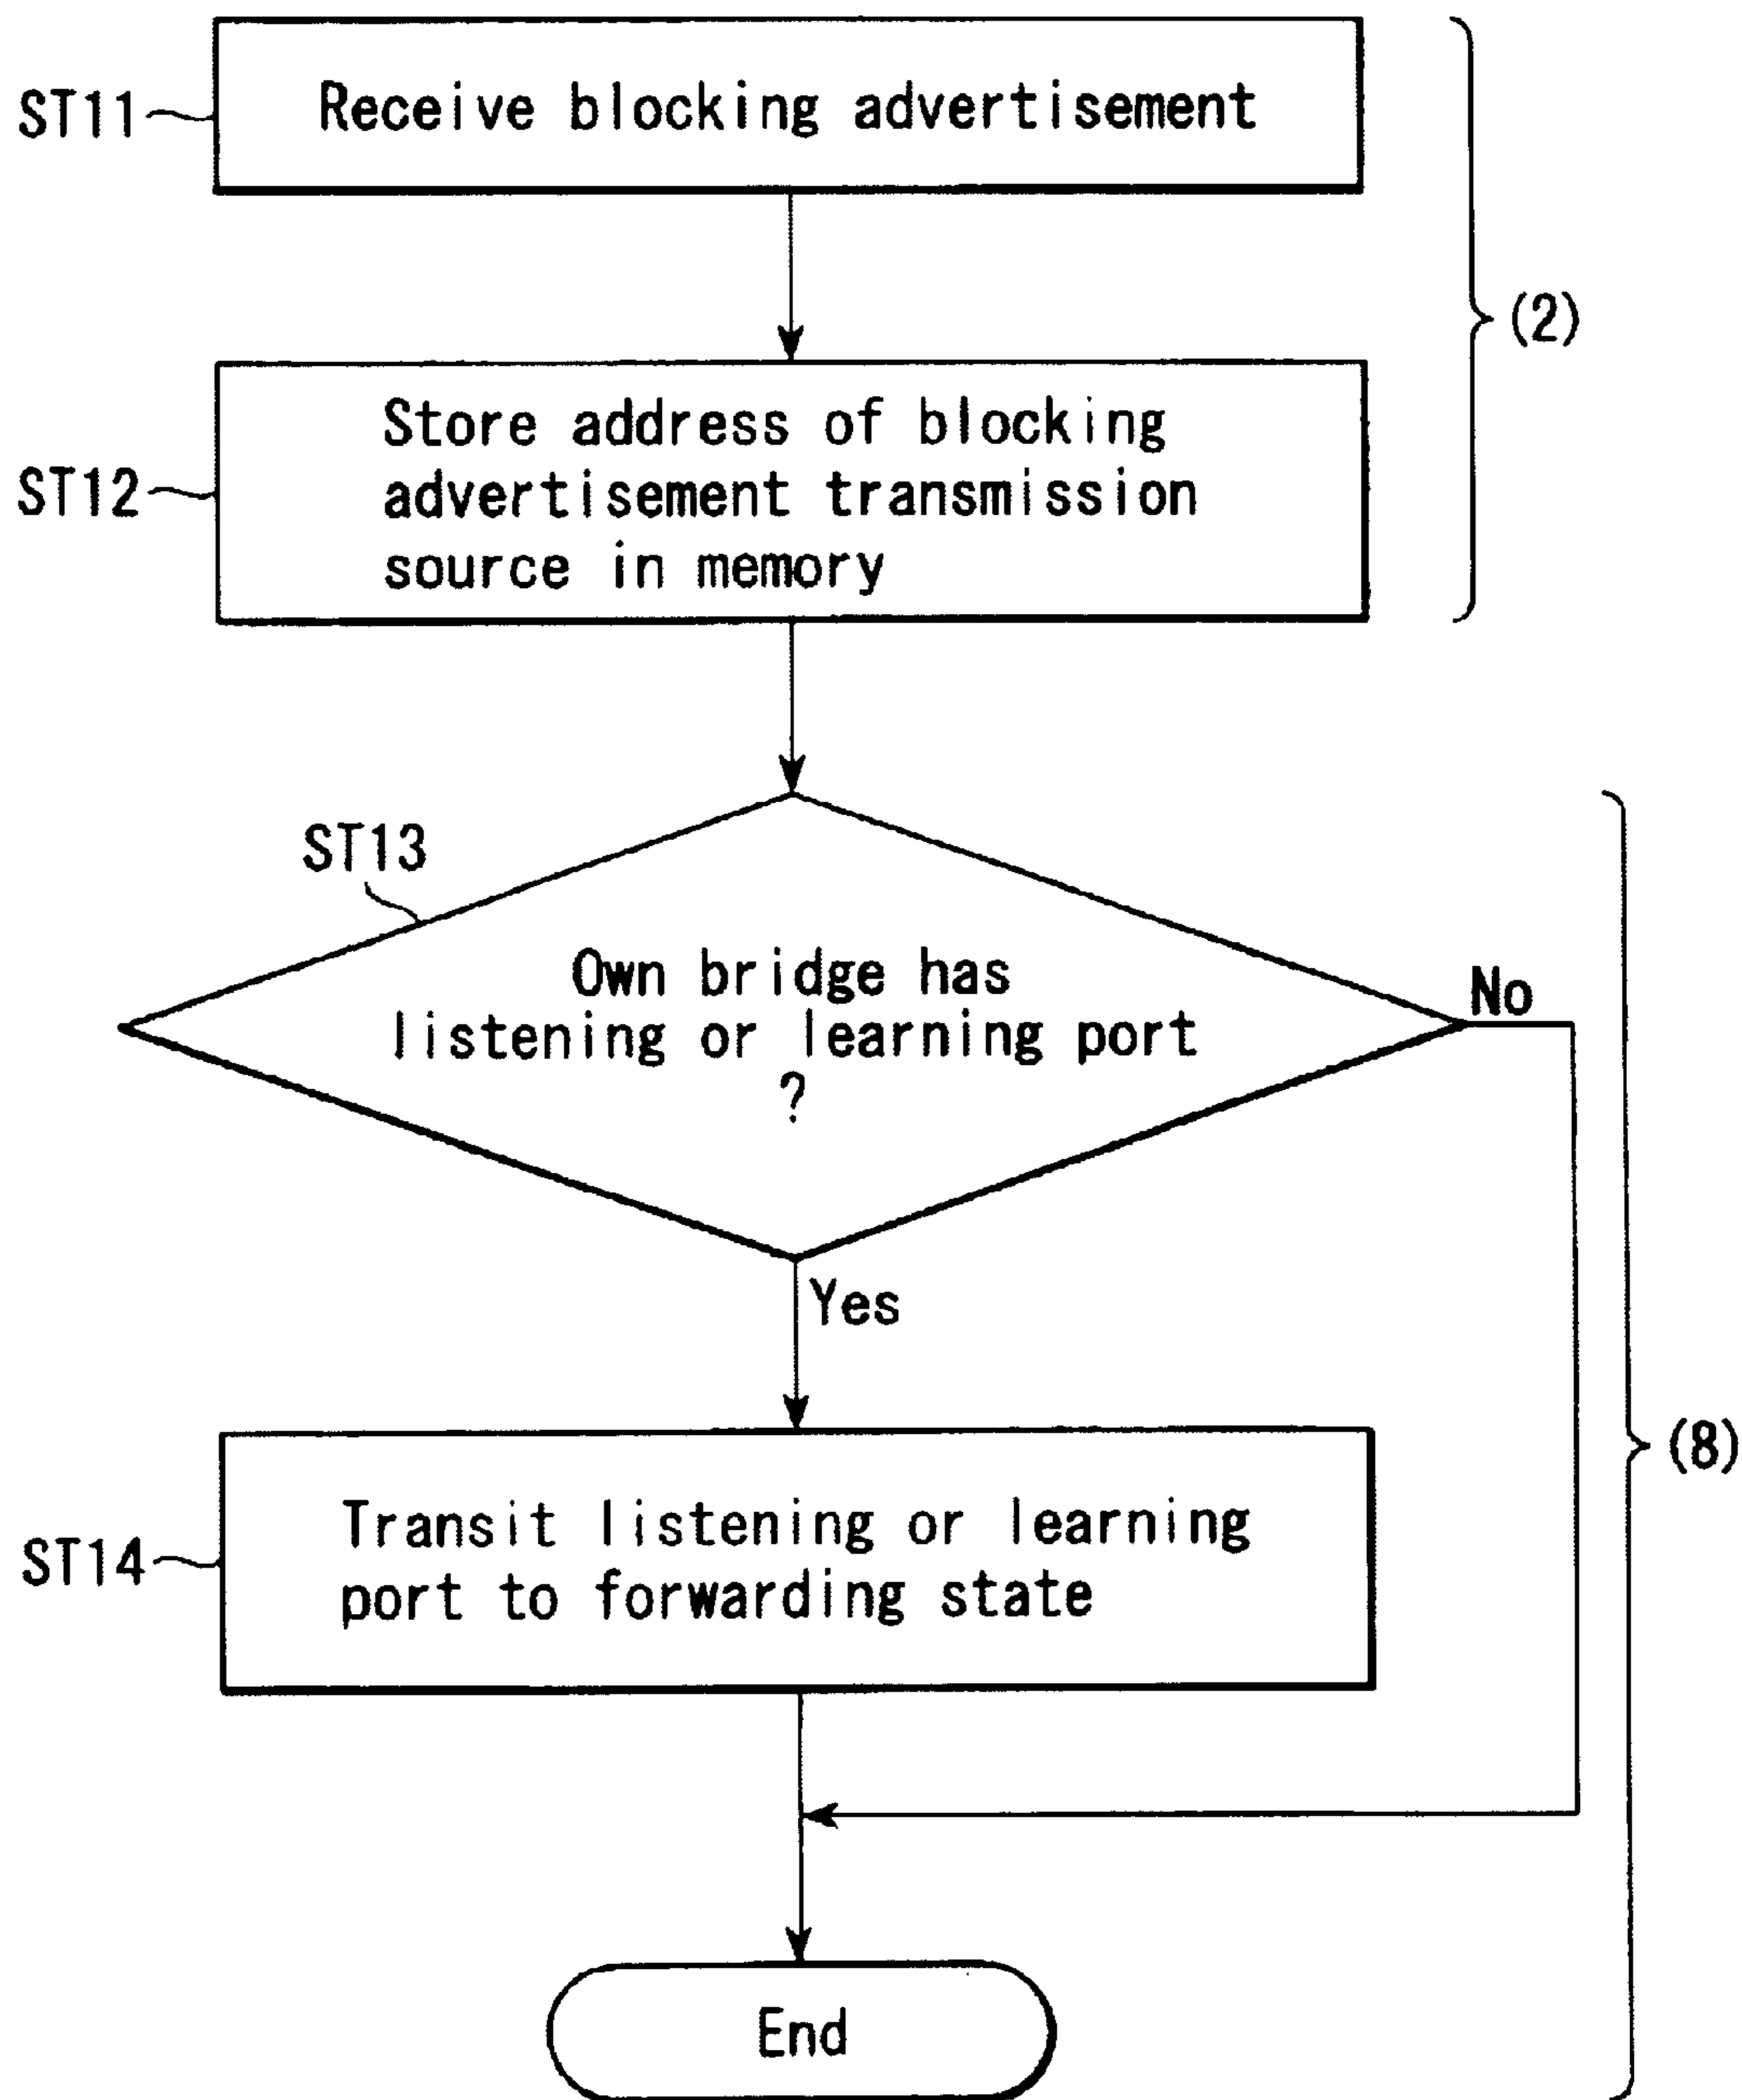 ST11
Receive blocking advertisement
(2)
ST12
Store address of blocking
advertisement transmission
source in memory
ST13
Own bridge has
listening or learning port
?
No
Yes
(8)
ST14
Transit listening or learning
port to forwarding state
End